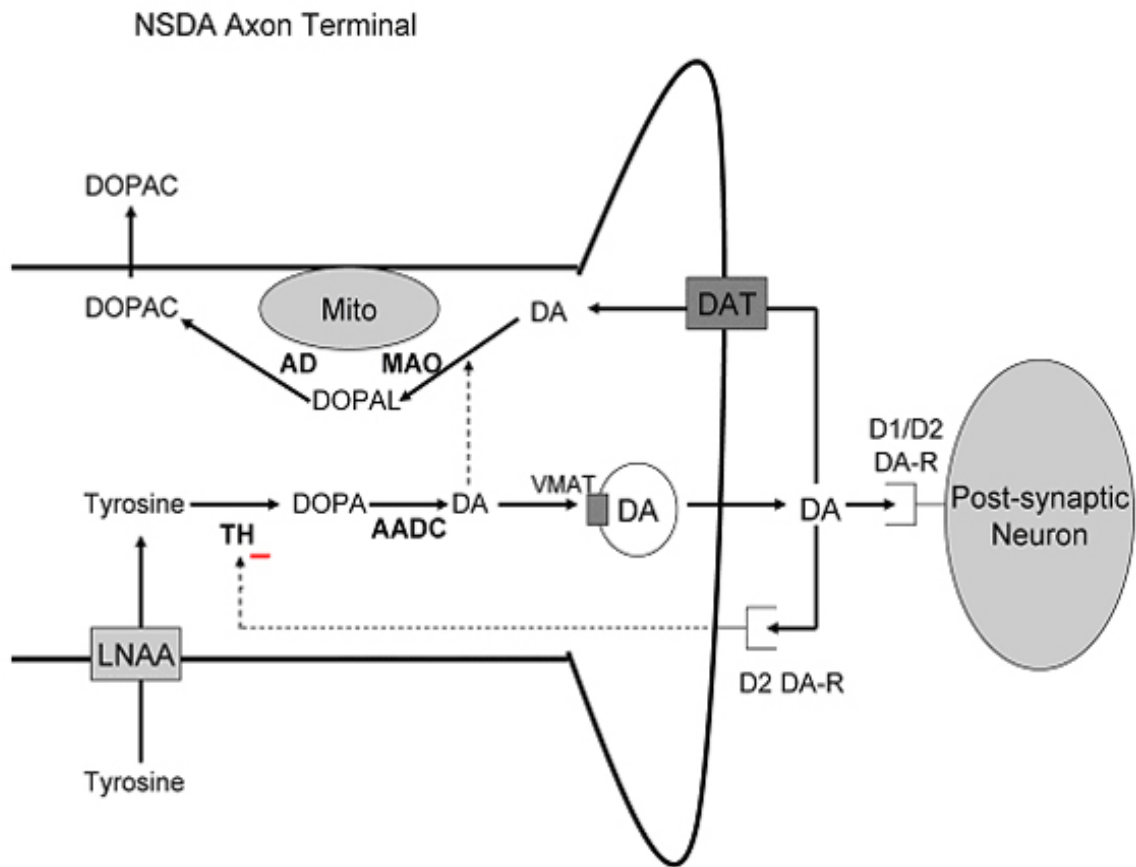 NSDA Axon Terminal
DOPAC
DOPAC
Mito
DA
DAT
AD
MAO
DOPAL
D1/D2
DA-R
Tyrosine
DOPA
DA
VMAT
DA
DA
Post-synaptic
Neuron
TH
AADC
LNAA
D2 DA-R
Tyrosine